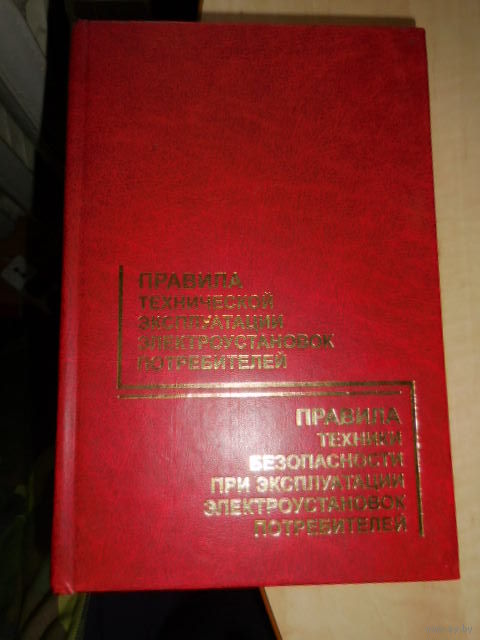 ПРАВИЛА
ТЕХНИЧЕСКОЙ
ЭКСПЛУАТАЦИИ
ЭЛЕКТРОУСТАНОВОК
ПОТРЕБИТЕЛЕЙ
ПРАВИЛА
ТЕХНИКИ
БЕЗОПАСНОСТИ
ПРИ ЭКСПЛУАТАЦИИ
ЭЛЕКТРОУСТАНОВОК
ПОТРЕБИТЕЛЕЙ